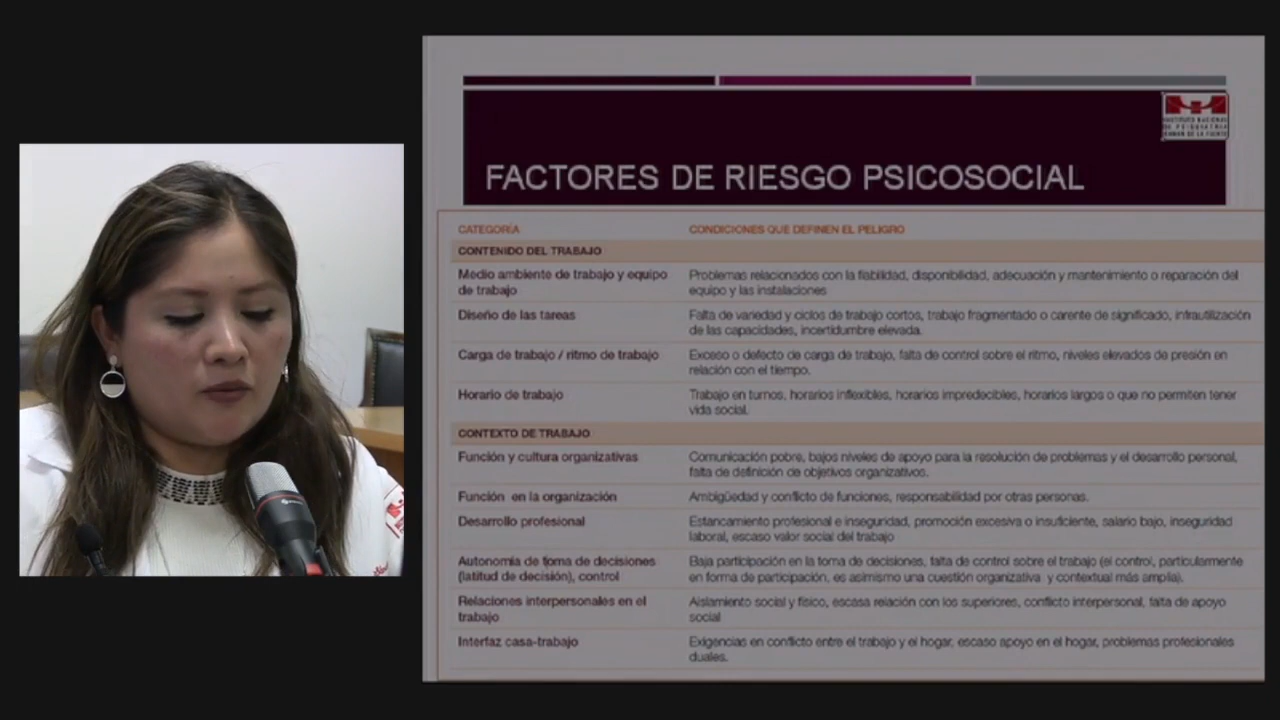 INSTITUTO NACIONAL
DE PSIQUIATRÍA
RAMÓN DE LA FUENTE
FACTORES DE RIESGO PSICOSOCIAL
CATEGORÍA CONDICIONES QUE DEFINEN EL PELIGRO
CONTENIDO DEL TRABAJO
Medio ambiente de trabajo y equipo de trabajo
Problemas relacionados con la fiabilidad, disponibilidad, adecuación y mantenimiento o reparación del
equipo y las instalaciones
Diseño de las tareas
Falta de variedad y ciclos de trabajo cortos, trabajo fragmentado o carente de significado, infrautilización
de las capacidades, incertidumbre elevada.
Carga de trabajo / ritmo de trabajo
Exceso o defecto de carga de trabajo, falta de control sobre el ritmo, niveles elevados de presión en
relación con el tiempo.
Horario de trabajo
Trabajo en turnos, horarios inflexibles, horarios impredecibles, horarios largos o que no permiten tener
vida social.
CONTEXTO DE TRABAJO
Función y cultura organizativas
Comunicación pobre, bajos niveles de apoyo para la resolución de problemas y el desarrollo personal,
falta de definición de objetivos organizativos.
Función en la organización
Ambigüedad y conflicto de funciones, responsabilidad por otras personas.
Desarrollo profesional
Estancamiento profesional e inseguridad, promoción excesiva o insuficiente, salario bajo, inseguridad
laboral, escaso valor social del trabajo
Autonomía de toma de decisiones
(latitud de decisión), control
Baja participación en la toma de decisiones, falta de control sobre el trabajo (el control, particularmente
en forma de participación, es asimismo una cuestión organizativa y contextual más amplia).
Relaciones interpersonales en el
trabajo
Aislamiento social y físico, escasa relación con los superiores, conflicto interpersonal, falta de apoyo
social
Interfaz casa-trabajo
Exigencias en conflicto entre el trabajo y el hogar, escaso apoyo en el hogar, problemas profesionales
duales.